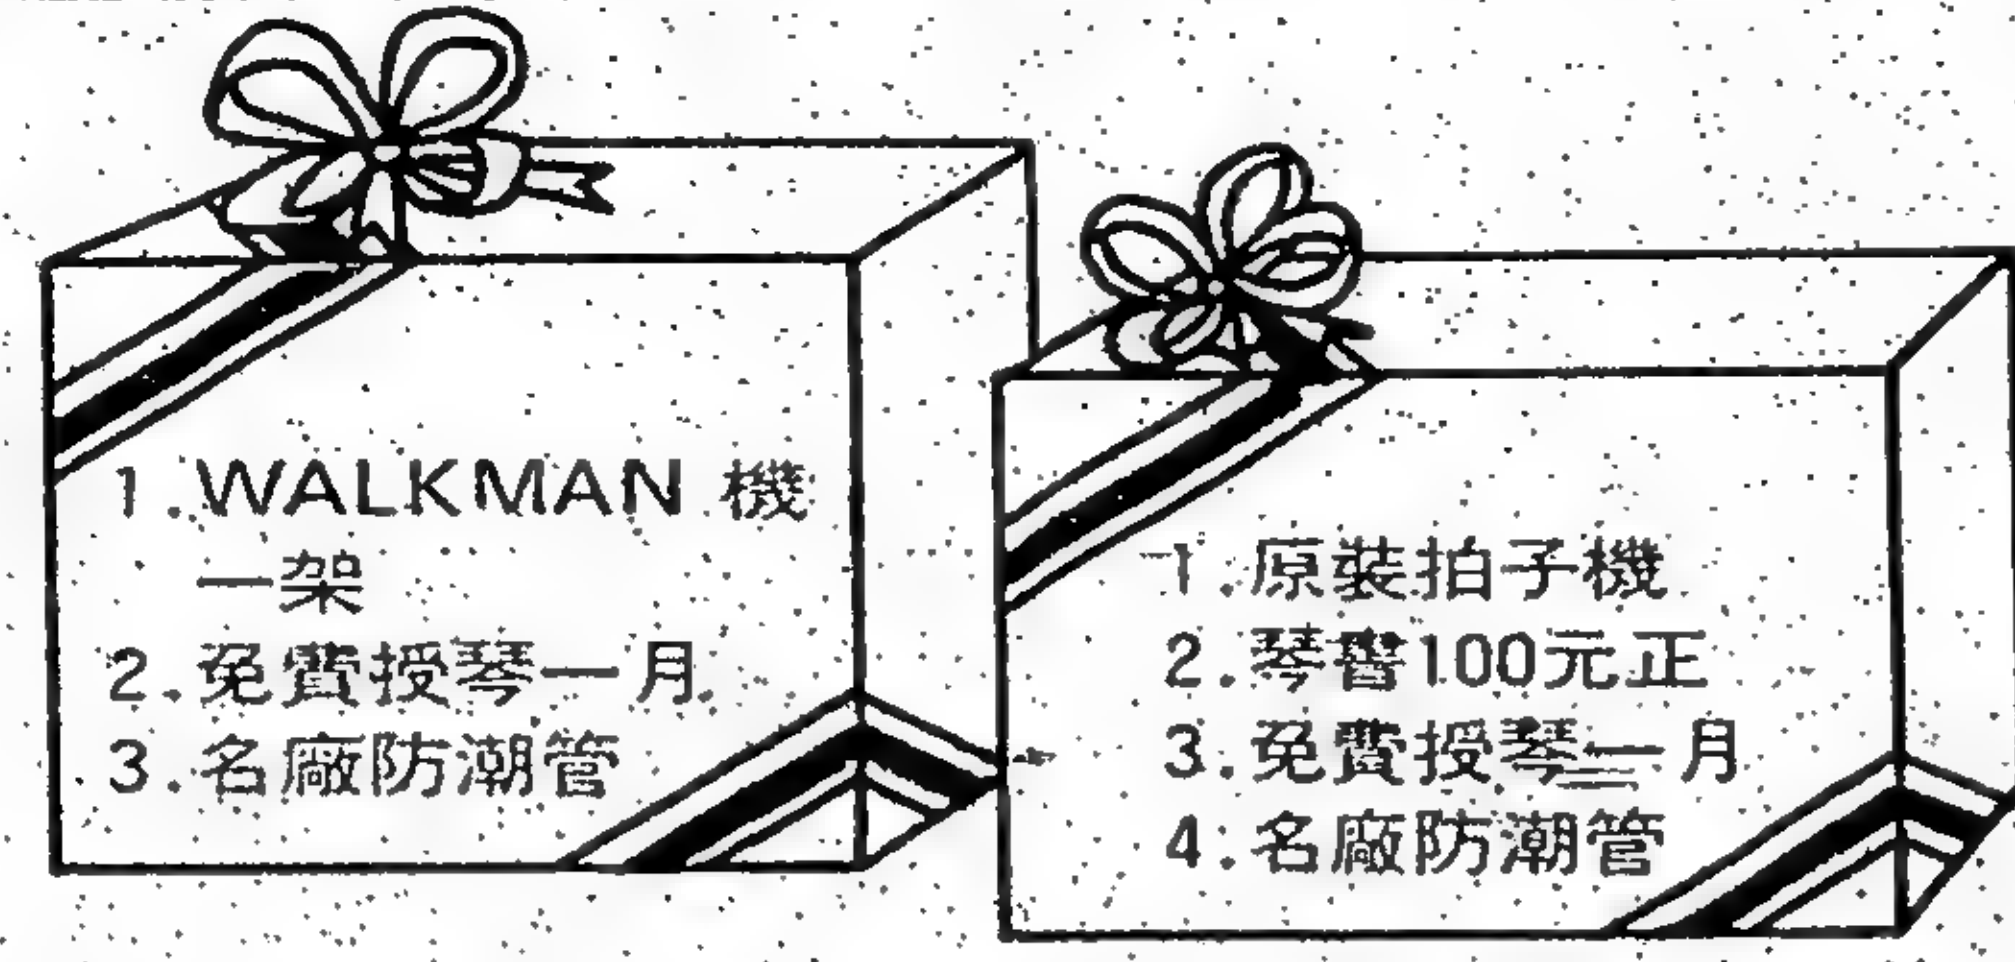 1.WALKMAN 機
一架
2.免費授琴一月
3.名廠防潮管
1.原裝拍子機
2.琴書100元正
3.免費授琴一月
4.名廠防潮管